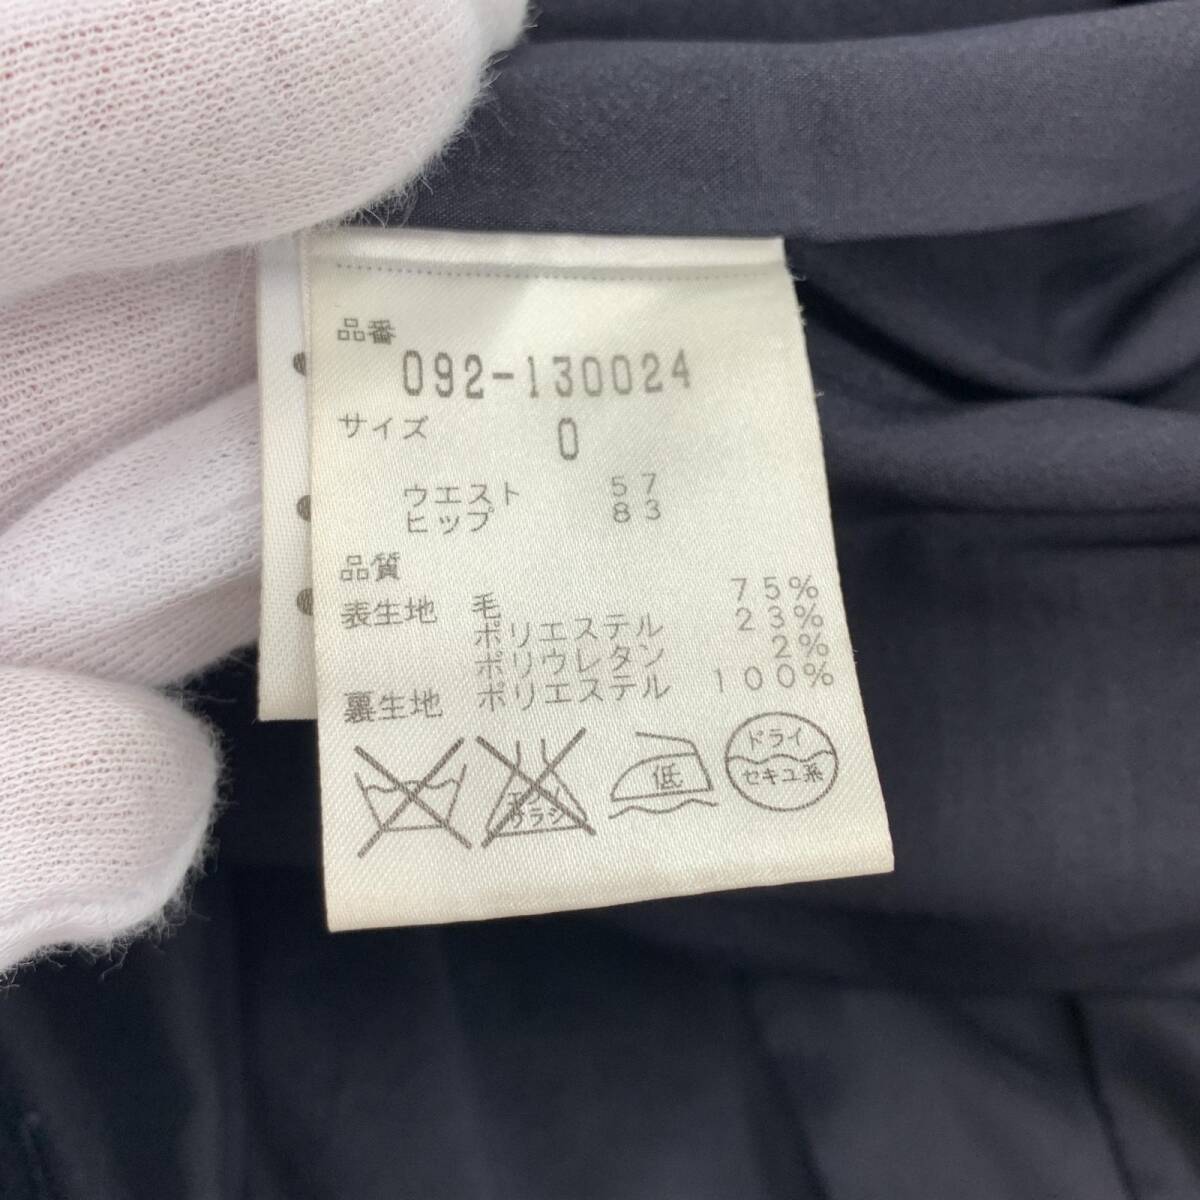 品番
092-130024
サイズ 0
ウエスト 57
ヒップ 83
品質
表生地 毛 75%
ポリエステル 23%
ポリウレタン 2%
裏生地 ポリエステル 100%
低
ドライ
セキユ系